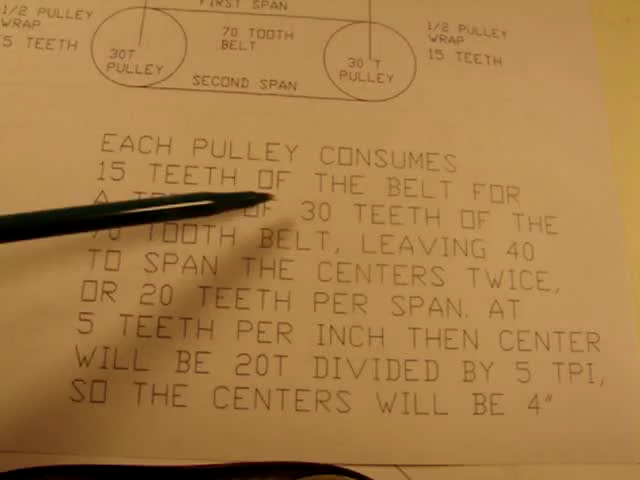 FIRST SPAN
1/2 PULLEY
WRAP
5 TEETH
30T
PULLEY
70 TOOTH
BELT
30 T
PULLEY
1/2 PULLEY
WRAP
15 TEETH
SECOND SPAN
EACH PULLEY CONSUMES
15 TEETH OF THE BELT FOR
A OF 30 TEETH OF THE
70 TOOTH BELT, LEAVING 40
TO SPAN THE CENTERS TWICE,
OR 20 TEETH PER SPAN. AT
5 TEETH PER INCH THEN CENTER
WILL BE 20T DIVIDED BY 5 TPI,
SO THE CENTERS WILL BE 4"